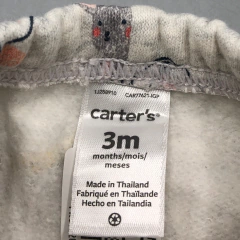 carter's®
3m
months/mois/
meses
Made in Thailand
Fabriqué en Thaïlande
Hecho en Tailandia